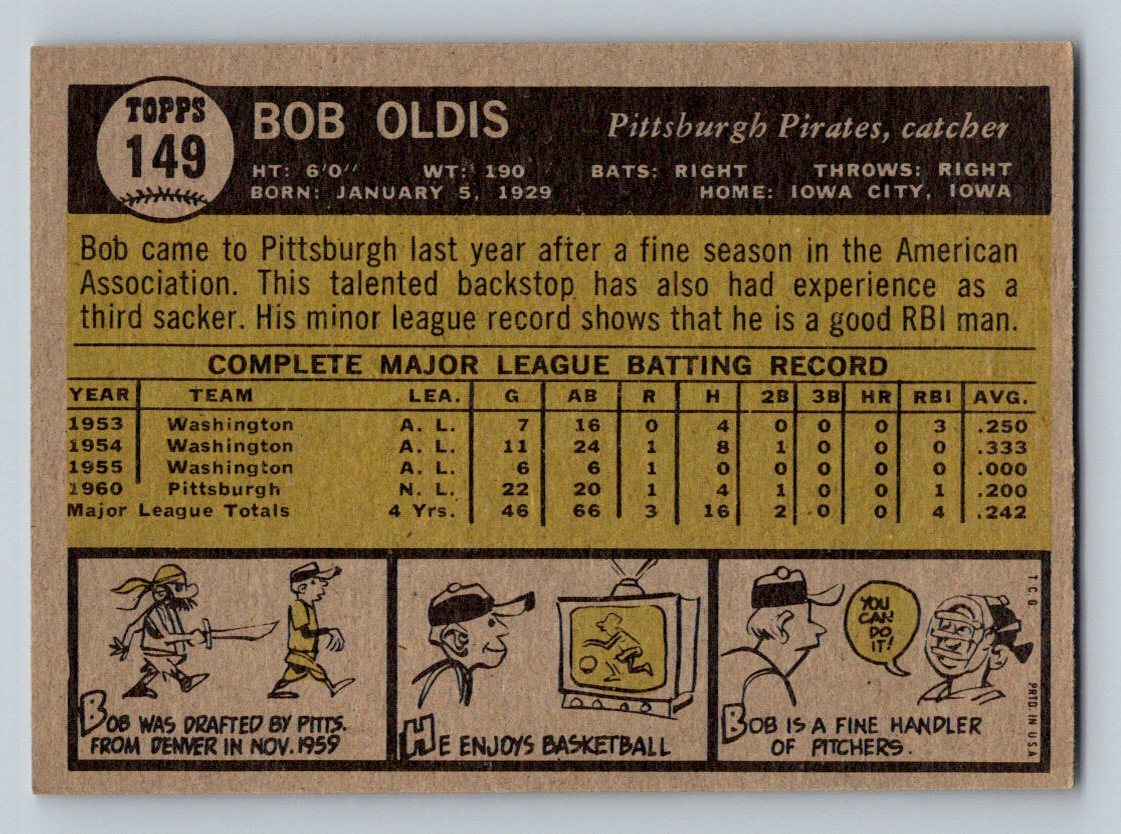 TOPPS
149
BOB OLDIS
Pittsburgh Pirates, catcher
HT: 6'0" WT: 190 BATS: RIGHT THROWS: RIGHT
BORN: JANUARY 5, 1929 HOME: IOWA CITY, IOWA
Bob came to Pittsburgh last year after a fine season in the American
Association. This talented backstop has also had experience as a
third sacker. His minor league record shows that he is a good RBI man.
COMPLETE MAJOR LEAGUE BATTING RECORD
YEAR TEAM LEA. G AB R H 2B 3B HR RBI AVG.
1953 Washington A. L. 7 16 0 4 0 0 0 3 .250
1954 Washington A. L. 11 24 1 8 1 0 0 0 .333
1955 Washington A. L. 6 6 1 0 0 0 0 0 .000
1960 Pittsburgh N. L. 22 20 1 4 1 0 0 1 .200
Major League Totals 4 Yrs. 46 66 3 16 2 0 0 4 .242
BOB WAS DRAFTED BY PITTS.
FROM DENVER IN NOV. 1959
HE ENJOYS BASKETBALL
YOU
CAN
DO
IT!
BOB IS A FINE HANDLER
OF PITCHERS.
T. C. G.
PRTD IN USA